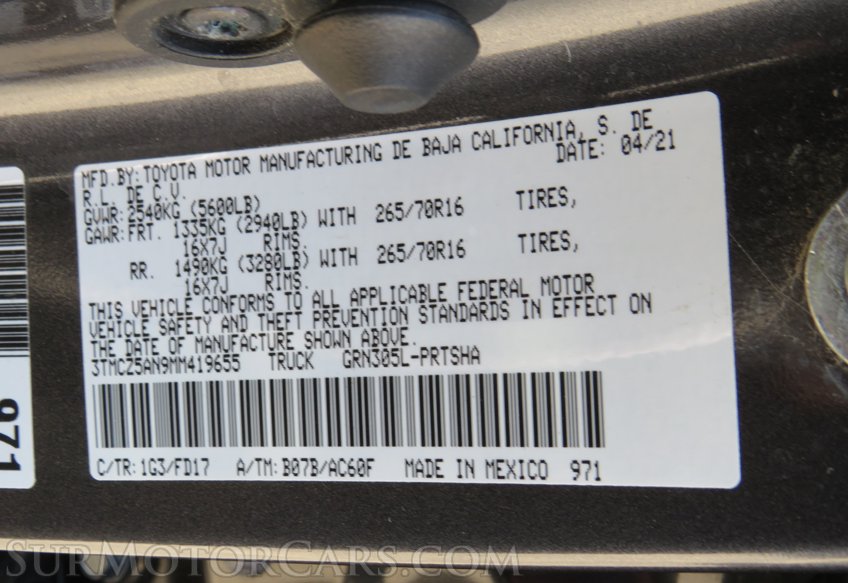 MFD.BY:TOYOTA MOTOR MANUFACTURING DE BAJA CALIFORNIA, S. DE
R.L. DE C.V. DATE: 04/21
GVWR:2540KG (5600LB)
GAWR:FRT. 1335KG (2940LB) WITH 265/70R16 TIRES,
16X7J RIMS.
RR. 1490KG (3280LB) WITH 265/70R16 TIRES,
16X7J RIMS.
THIS VEHICLE CONFORMS TO ALL APPLICABLE FEDERAL MOTOR
VEHICLE SAFETY AND THEFT PREVENTION STANDARDS IN EFFECT ON
THE DATE OF MANUFACTURE SHOWN ABOVE.
3TMCZ5AN9MM419655 TRUCK GRN305L-PRTSHA
C/TR:1G3/FD17 A/TM:B07B/AC60F MADE IN MEXICO 971
971
SurMotorCars.com